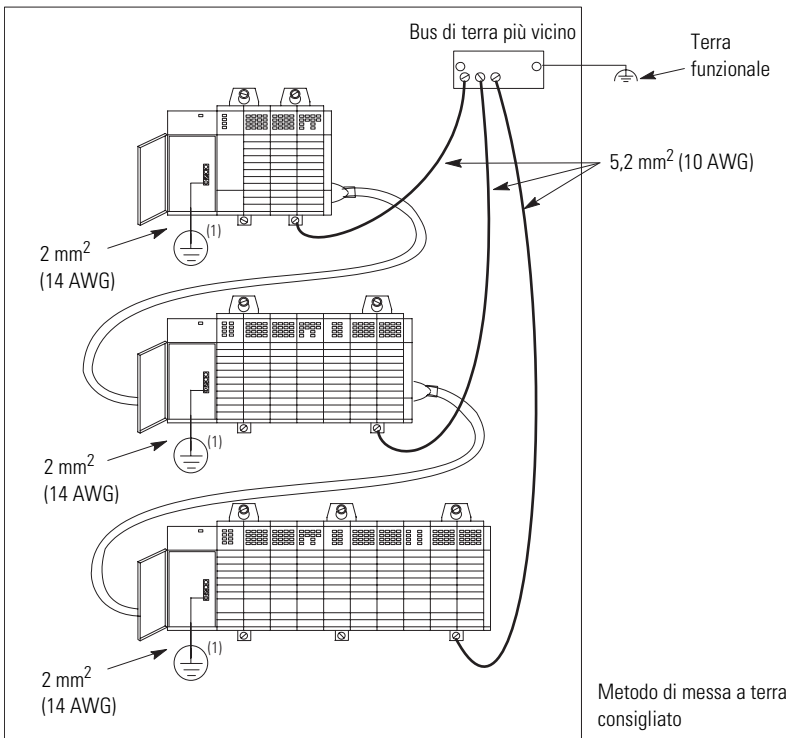 Bus di terra più vicino
Terra
funzionale
5,2 mm² (10 AWG)
(1)
2 mm²
(14 AWG)
(1)
2 mm²
(14 AWG)
(1)
2 mm²
(14 AWG)
Metodo di messa a terra
consigliato